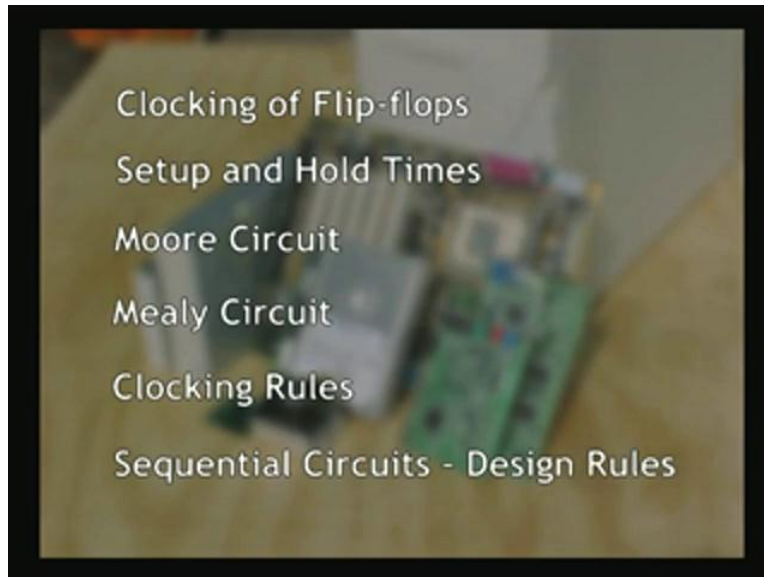 Clocking of Flip-flops
Setup and Hold Times
Moore Circuit
Mealy Circuit
Clocking Rules
Sequential Circuits - Design Rules